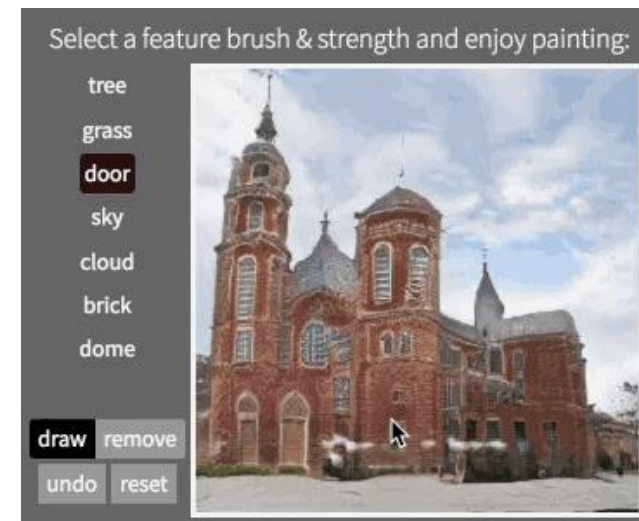 Select a feature brush & strength and enjoy painting:
tree
grass
door
sky
cloud
brick
dome
draw remove
undo reset